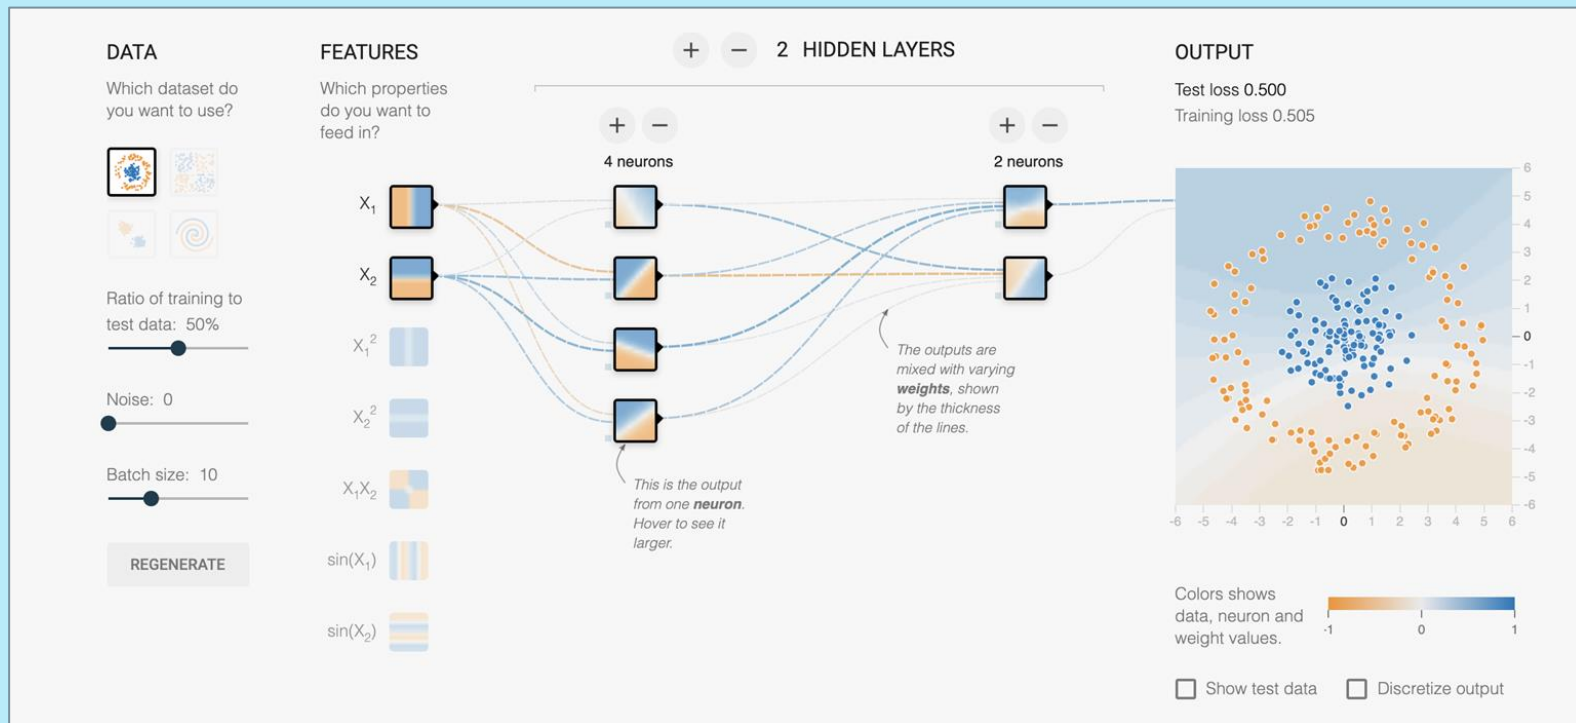 DATA
Which dataset do
you want to use?
Ratio of training to
test data: 50%
Noise: 0
Batch size: 10
REGENERATE
FEATURES
Which properties
do you want to
feed in?
X₁
X₂
X₁²
X₂²
X₁X₂
sin(X₁)
sin(X₂)
+ − 2 HIDDEN LAYERS
+ −
4 neurons
+ −
2 neurons
The outputs are
mixed with varying
weights, shown
by the thickness
of the lines.
This is the output
from one neuron.
Hover to see it
larger.
OUTPUT
Test loss 0.500
Training loss 0.505
6
5
4
3
2
1
0
-1
-2
-3
-4
-5
-6
-6 -5 -4 -3 -2 -1 0 1 2 3 4 5 6
Colors shows
data, neuron and
weight values.
-1 0 1
Show test data
Discretize output